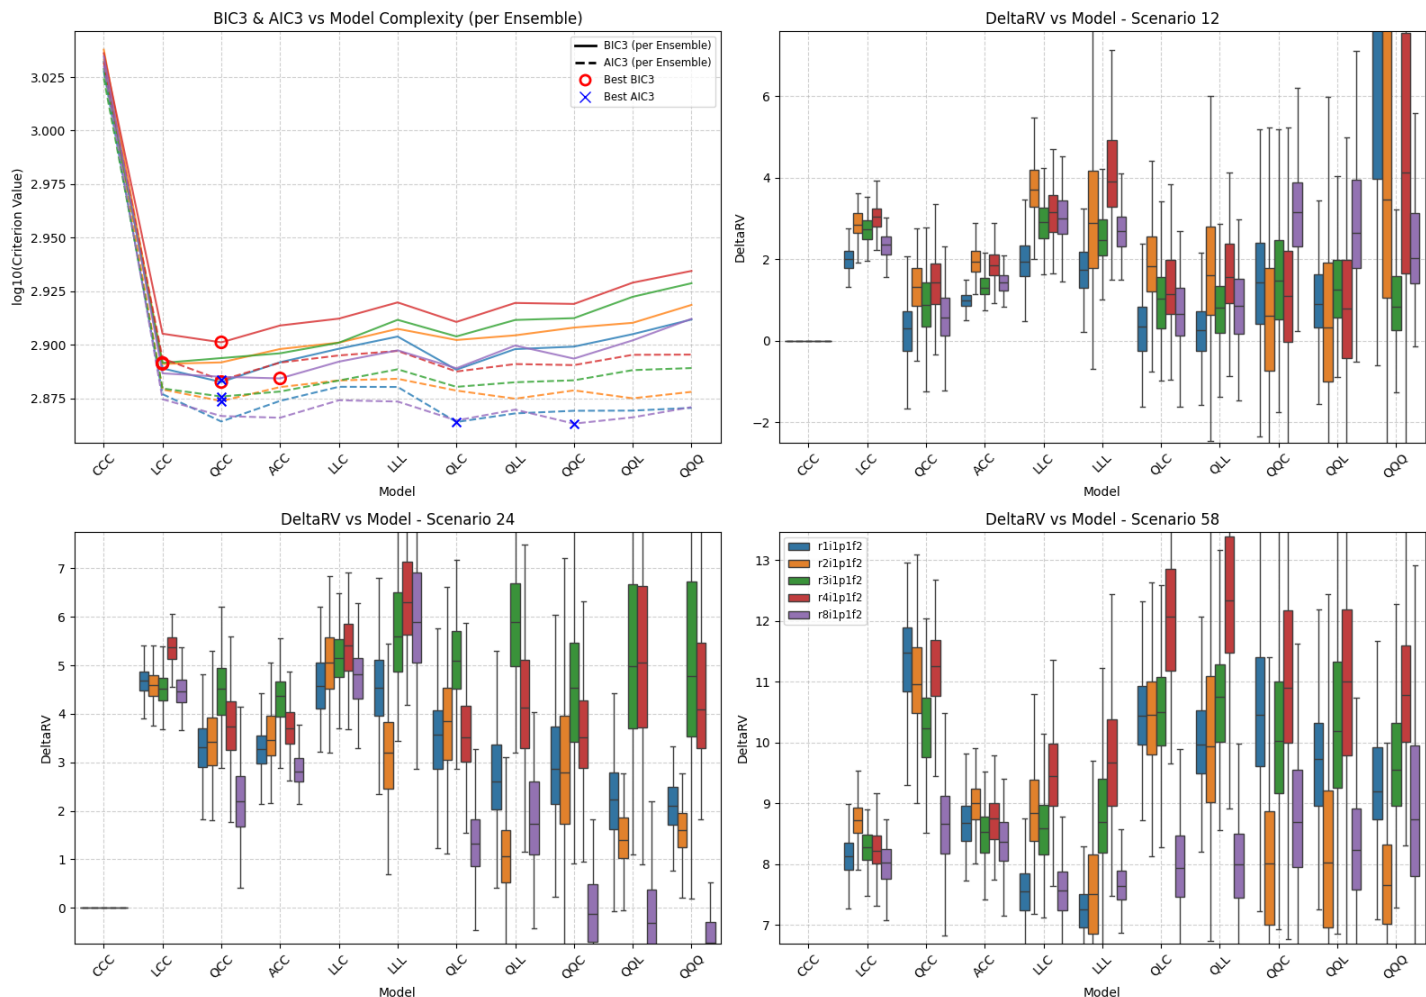 BIC3 & AIC3 vs Model Complexity (per Ensemble)
log10(Criterion Value)
3.025
3.000
2.975
2.950
2.925
2.900
2.875
BIC3 (per Ensemble)
AIC3 (per Ensemble)
Best BIC3
Best AIC3
CCC
LCC
QCC
ACC
LLC
LLL
QLC
QLL
QQC
QQL
QQQ
Model
DeltaRV vs Model - Scenario 12
DeltaRV
6
4
2
0
−2
CCC
LCC
QCC
ACC
LLC
LLL
QLC
QLL
QQC
QQL
QQQ
Model
DeltaRV vs Model - Scenario 24
DeltaRV
7
6
5
4
3
2
1
0
CCC
LCC
QCC
ACC
LLC
LLL
QLC
QLL
QQC
QQL
QQQ
Model
DeltaRV vs Model - Scenario 58
DeltaRV
13
12
11
10
9
8
7
r1i1p1f2
r2i1p1f2
r3i1p1f2
r4i1p1f2
r8i1p1f2
CCC
LCC
QCC
ACC
LLC
LLL
QLC
QLL
QQC
QQL
QQQ
Model